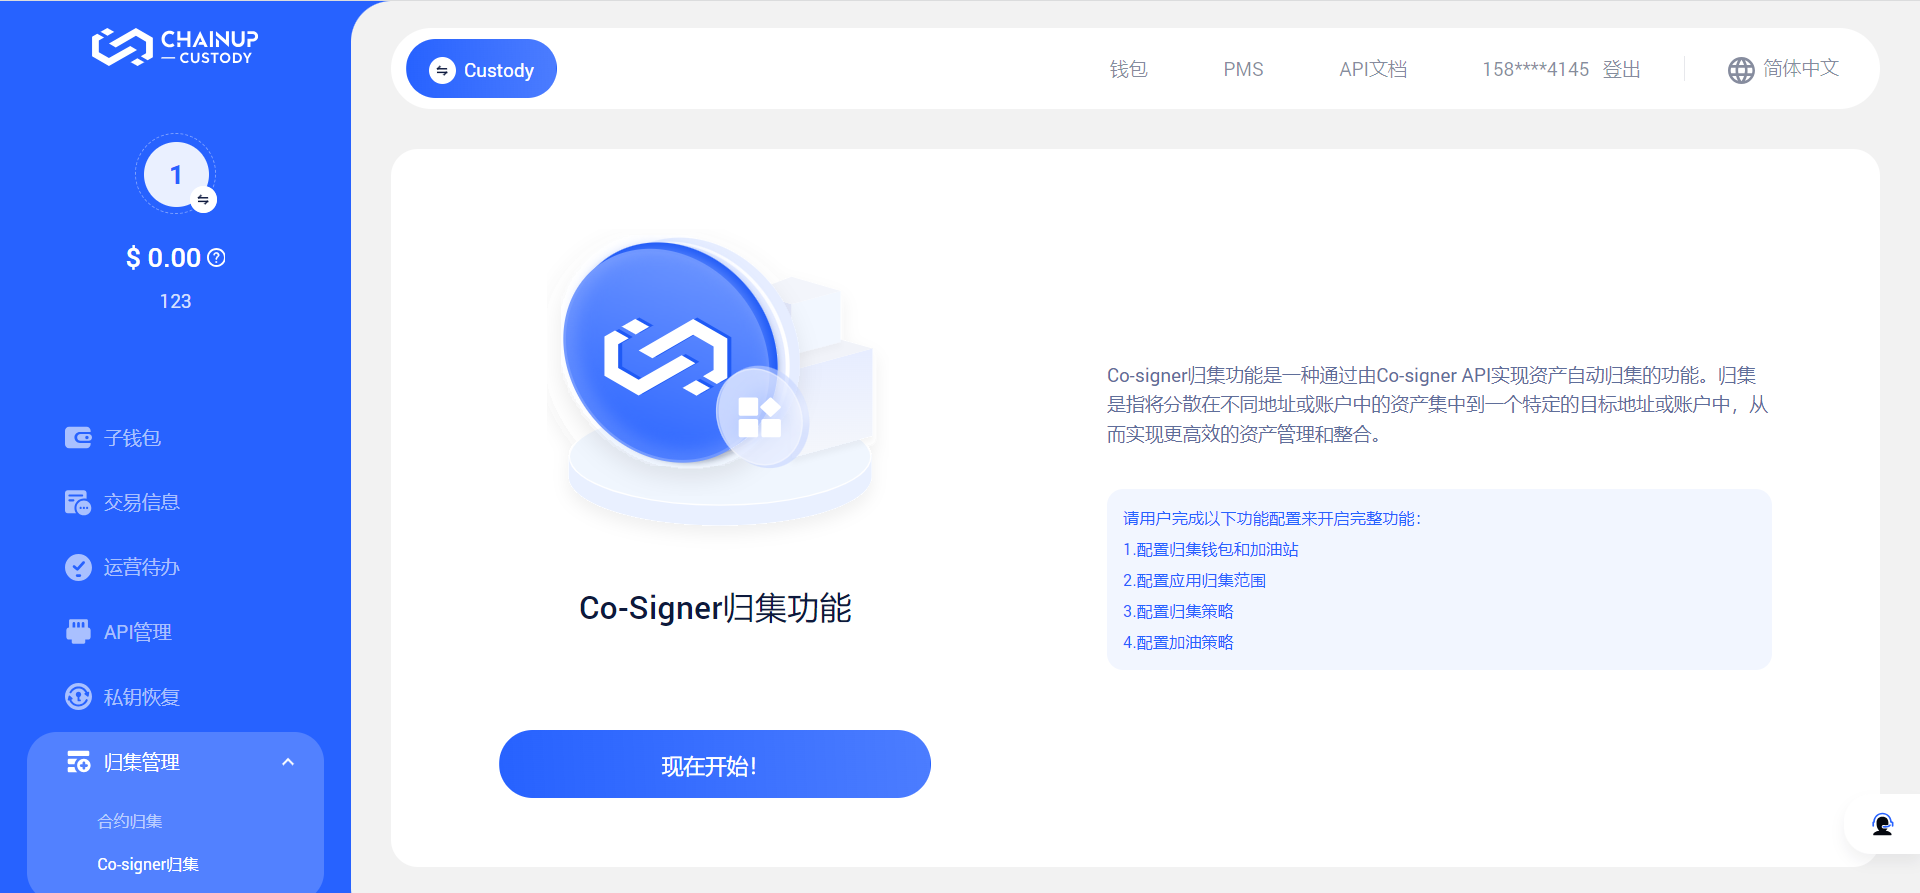 CHAINUP
CUSTODY
1
$ 0.00
123
子钱包
交易信息
运营待办
API管理
私钥恢复
归集管理
合约归集
Co-signer归集
Custody
钱包
PMS
API文档
158****4145
登出
简体中文
Co-Signer归集功能
现在开始!
Co-signer归集功能是一种通过由Co-signer API实现资产自动归集的功能。归集
是指将分散在不同地址或账户中的资产集中到一个特定的目标地址或账户中，从
而实现更高效的资产管理和整合。
请用户完成以下功能配置来开启完整功能：
1.配置归集钱包和加油站
2.配置应用归集范围
3.配置归集策略
4.配置加油策略